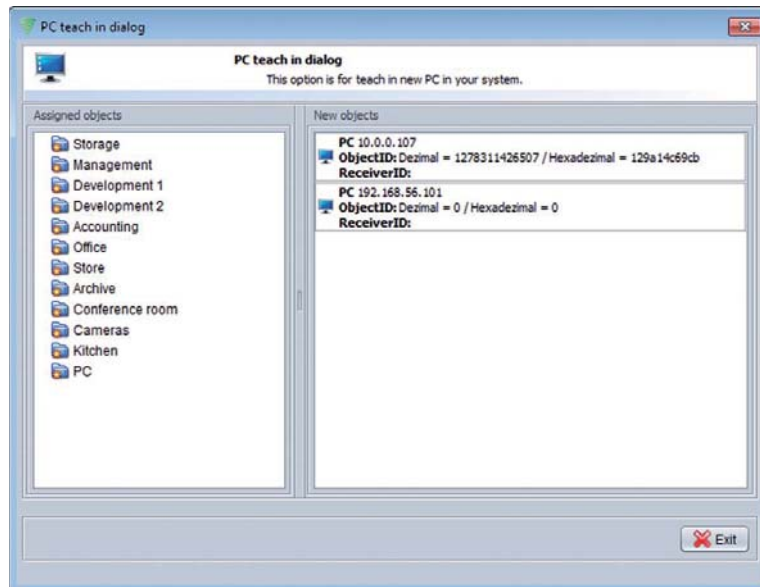 PC teach in dialog
PC teach in dialog
This option is for teach in new PC in your system.
Assigned objects
Storage
Management
Development 1
Development 2
Accounting
Office
Store
Archive
Conference room
Cameras
Kitchen
PC
New objects
PC 10.0.0.107
ObjectID: Dezimal = 1278311426507 / Hexadezimal = 129a14c69cb
ReceiverID:
PC 192.168.56.101
ObjectID: Dezimal = 0 / Hexadezimal = 0
ReceiverID:
Exit